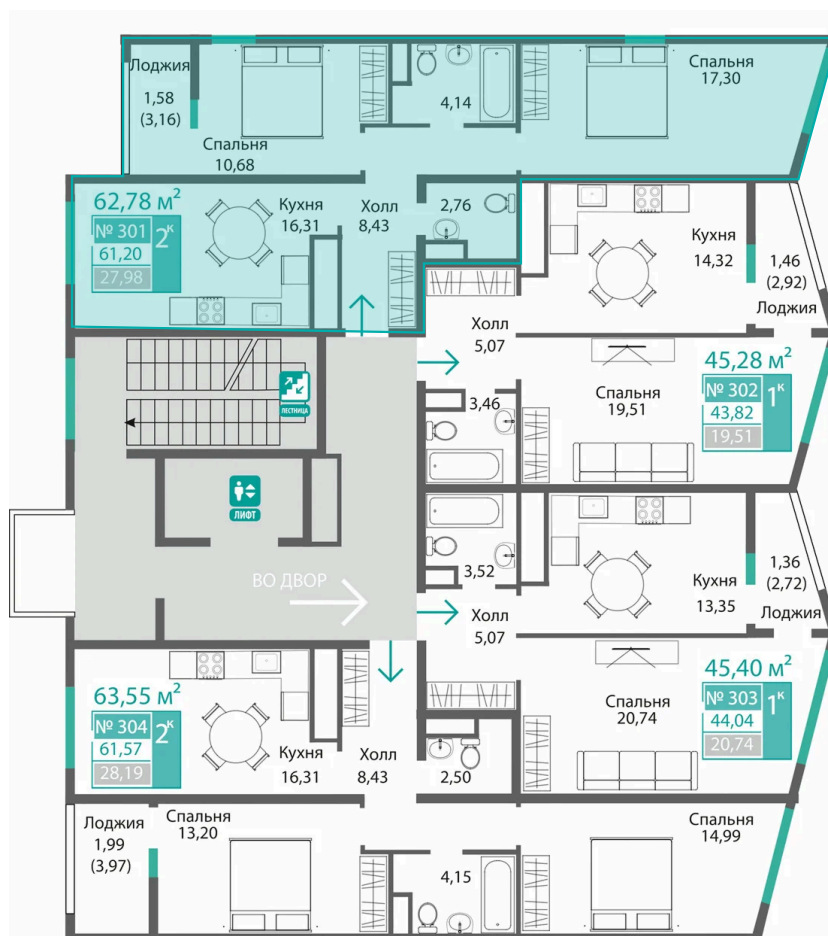 Лоджия
1,58
(3,16)
Спальня
10,68
4,14
Спальня
17,30
62,78 м²
№ 301
2к
61,20
27,98
Кухня
16,31
Холл
8,43
2,76
Кухня
14,32
1,46
(2,92)
Лоджия
Холл
5,07
ЛЕСТНИЦА
3,46
Спальня
19,51
45,28 м²
№ 302
1к
43,82
19,51
ЛИФТ
ВО ДВОР
3,52
Холл
5,07
Кухня
13,35
1,36
(2,72)
Лоджия
63,55 м²
№ 304
2к
61,57
28,19
Кухня
16,31
Холл
8,43
2,50
Спальня
20,74
45,40 м²
№ 303
1к
44,04
20,74
Лоджия
1,99
(3,97)
Спальня
13,20
4,15
Спальня
14,99